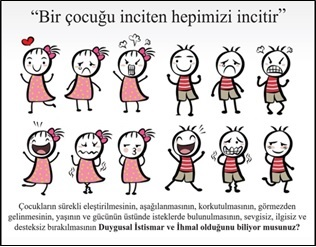 “Bir çocuğu inciten hepimizi incitir”
Çocukların sürekli eleştirilmesinin, aşağılanmasının, korkutulmasının, görmezden
gelinmesinin, yaşının ve gücünün üstünde isteklerde bulunulmasının, sevgisiz, ilgisiz ve
desteksiz bırakılmasının Duygusal İstismar ve İhmal olduğunu biliyor musunuz?